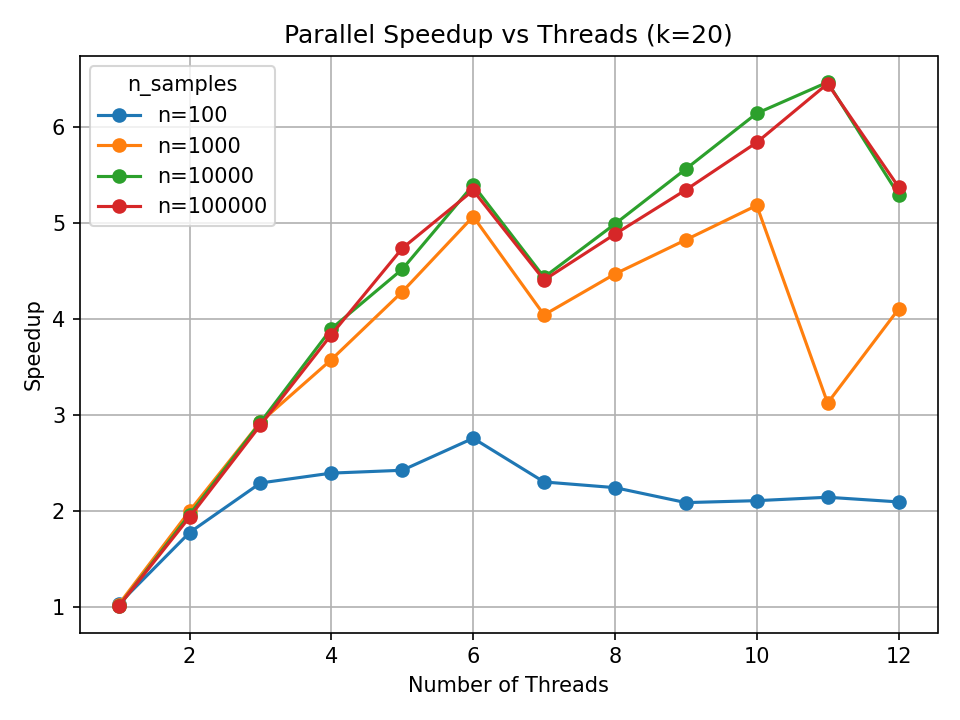 Parallel Speedup vs Threads (k=20)
n_samples
n=100
n=1000
n=10000
n=100000
6
5
4
3
2
1
Speedup
2 4 6 8 10 12
Number of Threads